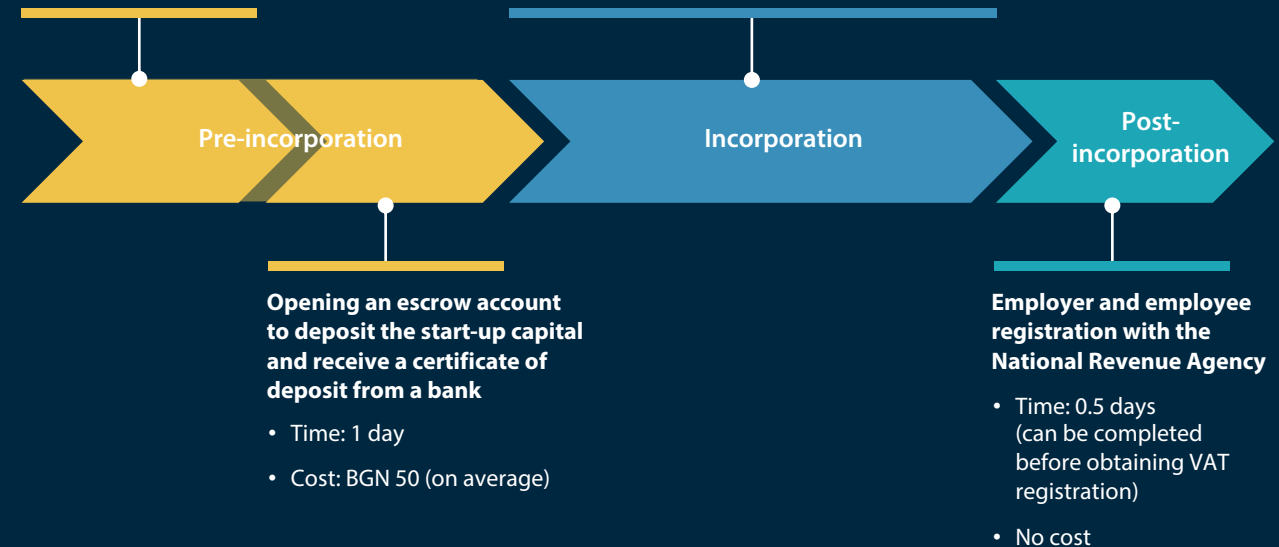 Pre-incorporation
Incorporation
Post-
incorporation
Opening an escrow account
to deposit the start-up capital
and receive a certificate of
deposit from a bank
• Time: 1 day
• Cost: BGN 50 (on average)
Employer and employee
registration with the
National Revenue Agency
• Time: 0.5 days
(can be completed
before obtaining VAT
registration)
• No cost